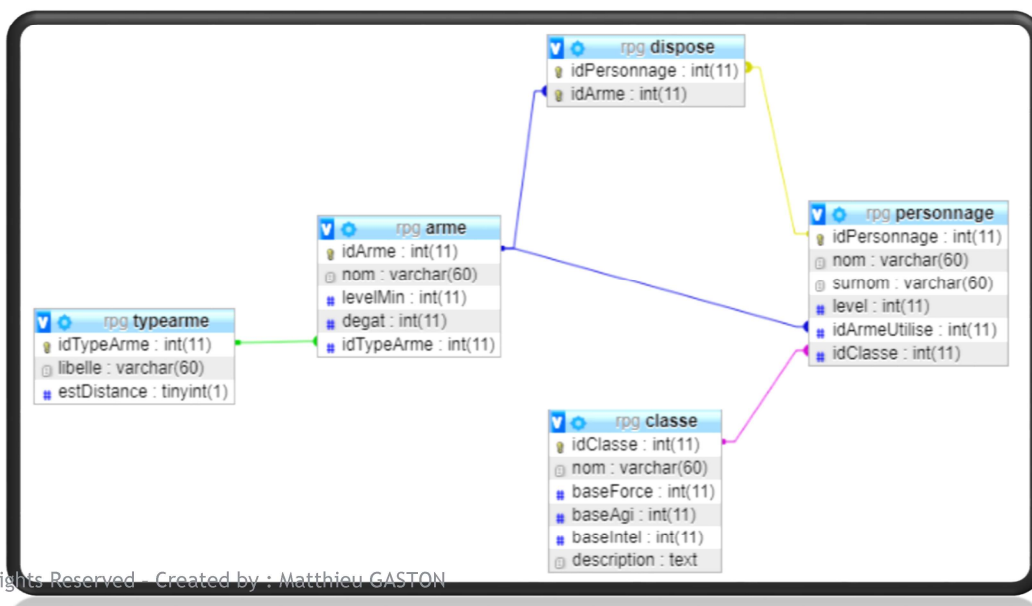 rpg dispose
idPersonnage : int(11)
idArme : int(11)
rpg arme
idArme : int(11)
nom : varchar(60)
levelMin : int(11)
degat : int(11)
idTypeArme : int(11)
rpg personnage
idPersonnage : int(11)
nom : varchar(60)
surnom : varchar(60)
level : int(11)
idArmeUtilise : int(11)
idClasse : int(11)
rpg typearme
idTypeArme : int(11)
libelle : varchar(60)
estDistance : tinyint(1)
rpg classe
idClasse : int(11)
nom : varchar(60)
baseForce : int(11)
baseAgi : int(11)
baseIntel : int(11)
description : text
ights Reserved - Created by : Matthieu GASTON